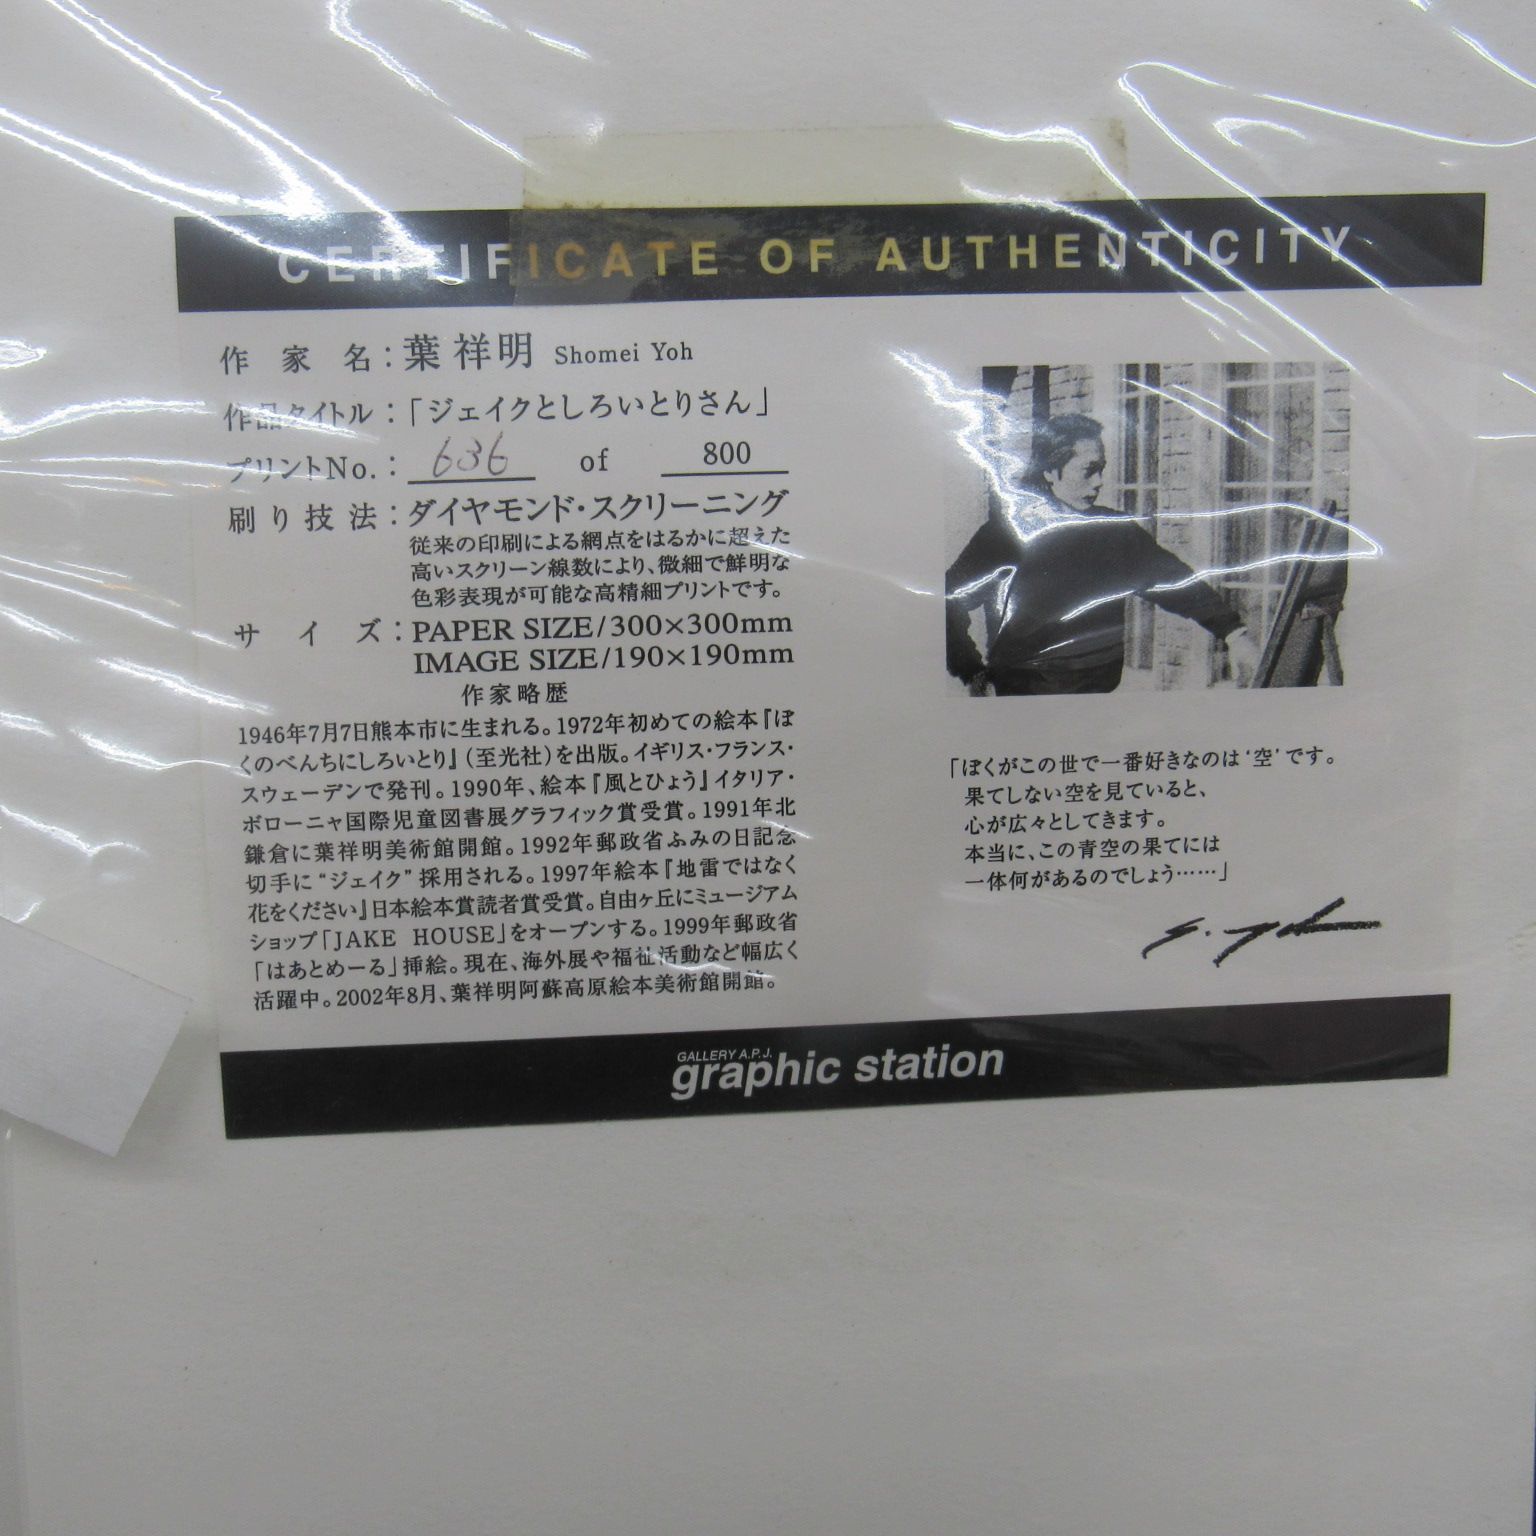 CERTIFICATE OF AUTHENTICITY
作家名：葉祥明 Shomei Yoh
作品タイトル：「ジェイクとしろいとりさん」
プリントNo.： 636 of 800
刷り技法：ダイヤモンド・スクリーニング
従来の印刷による網点をはるかに超えた
高いスクリーン線数により、微細で鮮明な
色彩表現が可能な高精細プリントです。
サイズ：PAPER SIZE/300×300mm
IMAGE SIZE/190×190mm
作家略歴
1946年7月7日熊本市に生まれる。1972年初めての絵本『ぼ
くのべんちにしろいとり』（至光社）を出版。イギリス・フランス・
スウェーデンで発刊。1990年、絵本『風とひょう』イタリア・
ボローニャ国際児童図書展グラフィック賞受賞。1991年北
鎌倉に葉祥明美術館開館。1992年郵政省ふみの日記念
切手に“ジェイク”採用される。1997年絵本『地雷ではなく
花をください』日本絵本賞読者賞受賞。自由ヶ丘にミュージアム
ショップ「JAKE HOUSE」をオープンする。1999年郵政省
「はあとめーる」挿絵。現在、海外展や福祉活動など幅広く
活躍中。2002年8月、葉祥明阿蘇高原絵本美術館開館。
「ぼくがこの世で一番好きなのは‘空’です。
果てしない空を見ていると、
心が広々としてきます。
本当に、この青空の果てには
一体何があるのでしょう……」
GALLERY A.P.J.
graphic station